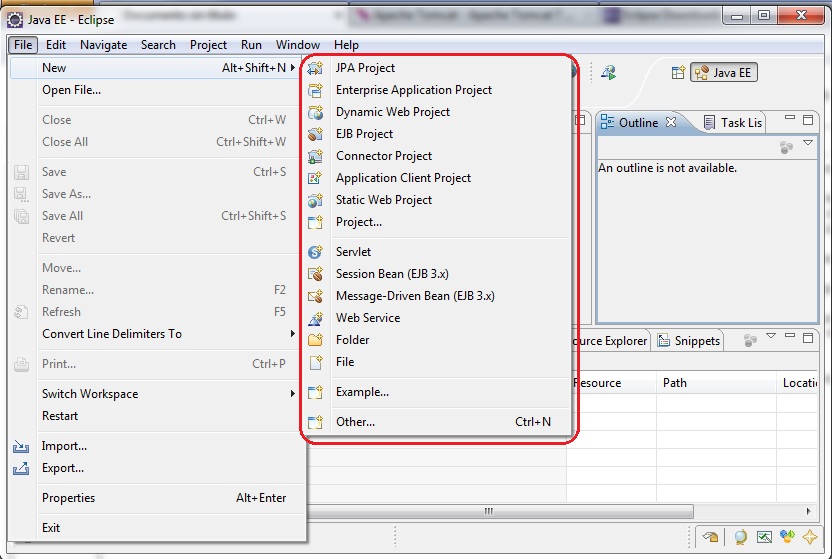 Java EE - Eclipse
File Edit Navigate Search Project Run Window Help
New Alt+Shift+N
Open File...
Close Ctrl+W
Close All Ctrl+Shift+W
Save Ctrl+S
Save As...
Save All Ctrl+Shift+S
Revert
Move...
Rename... F2
Refresh F5
Convert Line Delimiters To
Print... Ctrl+P
Switch Workspace
Restart
Import...
Export...
Properties Alt+Enter
Exit
JPA Project
Enterprise Application Project
Dynamic Web Project
EJB Project
Connector Project
Application Client Project
Static Web Project
Project...
Servlet
Session Bean (EJB 3.x)
Message-Driven Bean (EJB 3.x)
Web Service
Folder
File
Example...
Other... Ctrl+N
Java EE
Outline Task Lis
An outline is not available.
ource Explorer Snippets
Resource Path Locatio